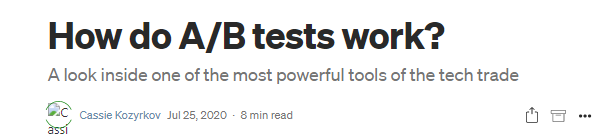 How do A/B tests work?
A look inside one of the most powerful tools of the tech trade
C
assi
Cassie Kozyrkov Jul 25, 2020 · 8 min read